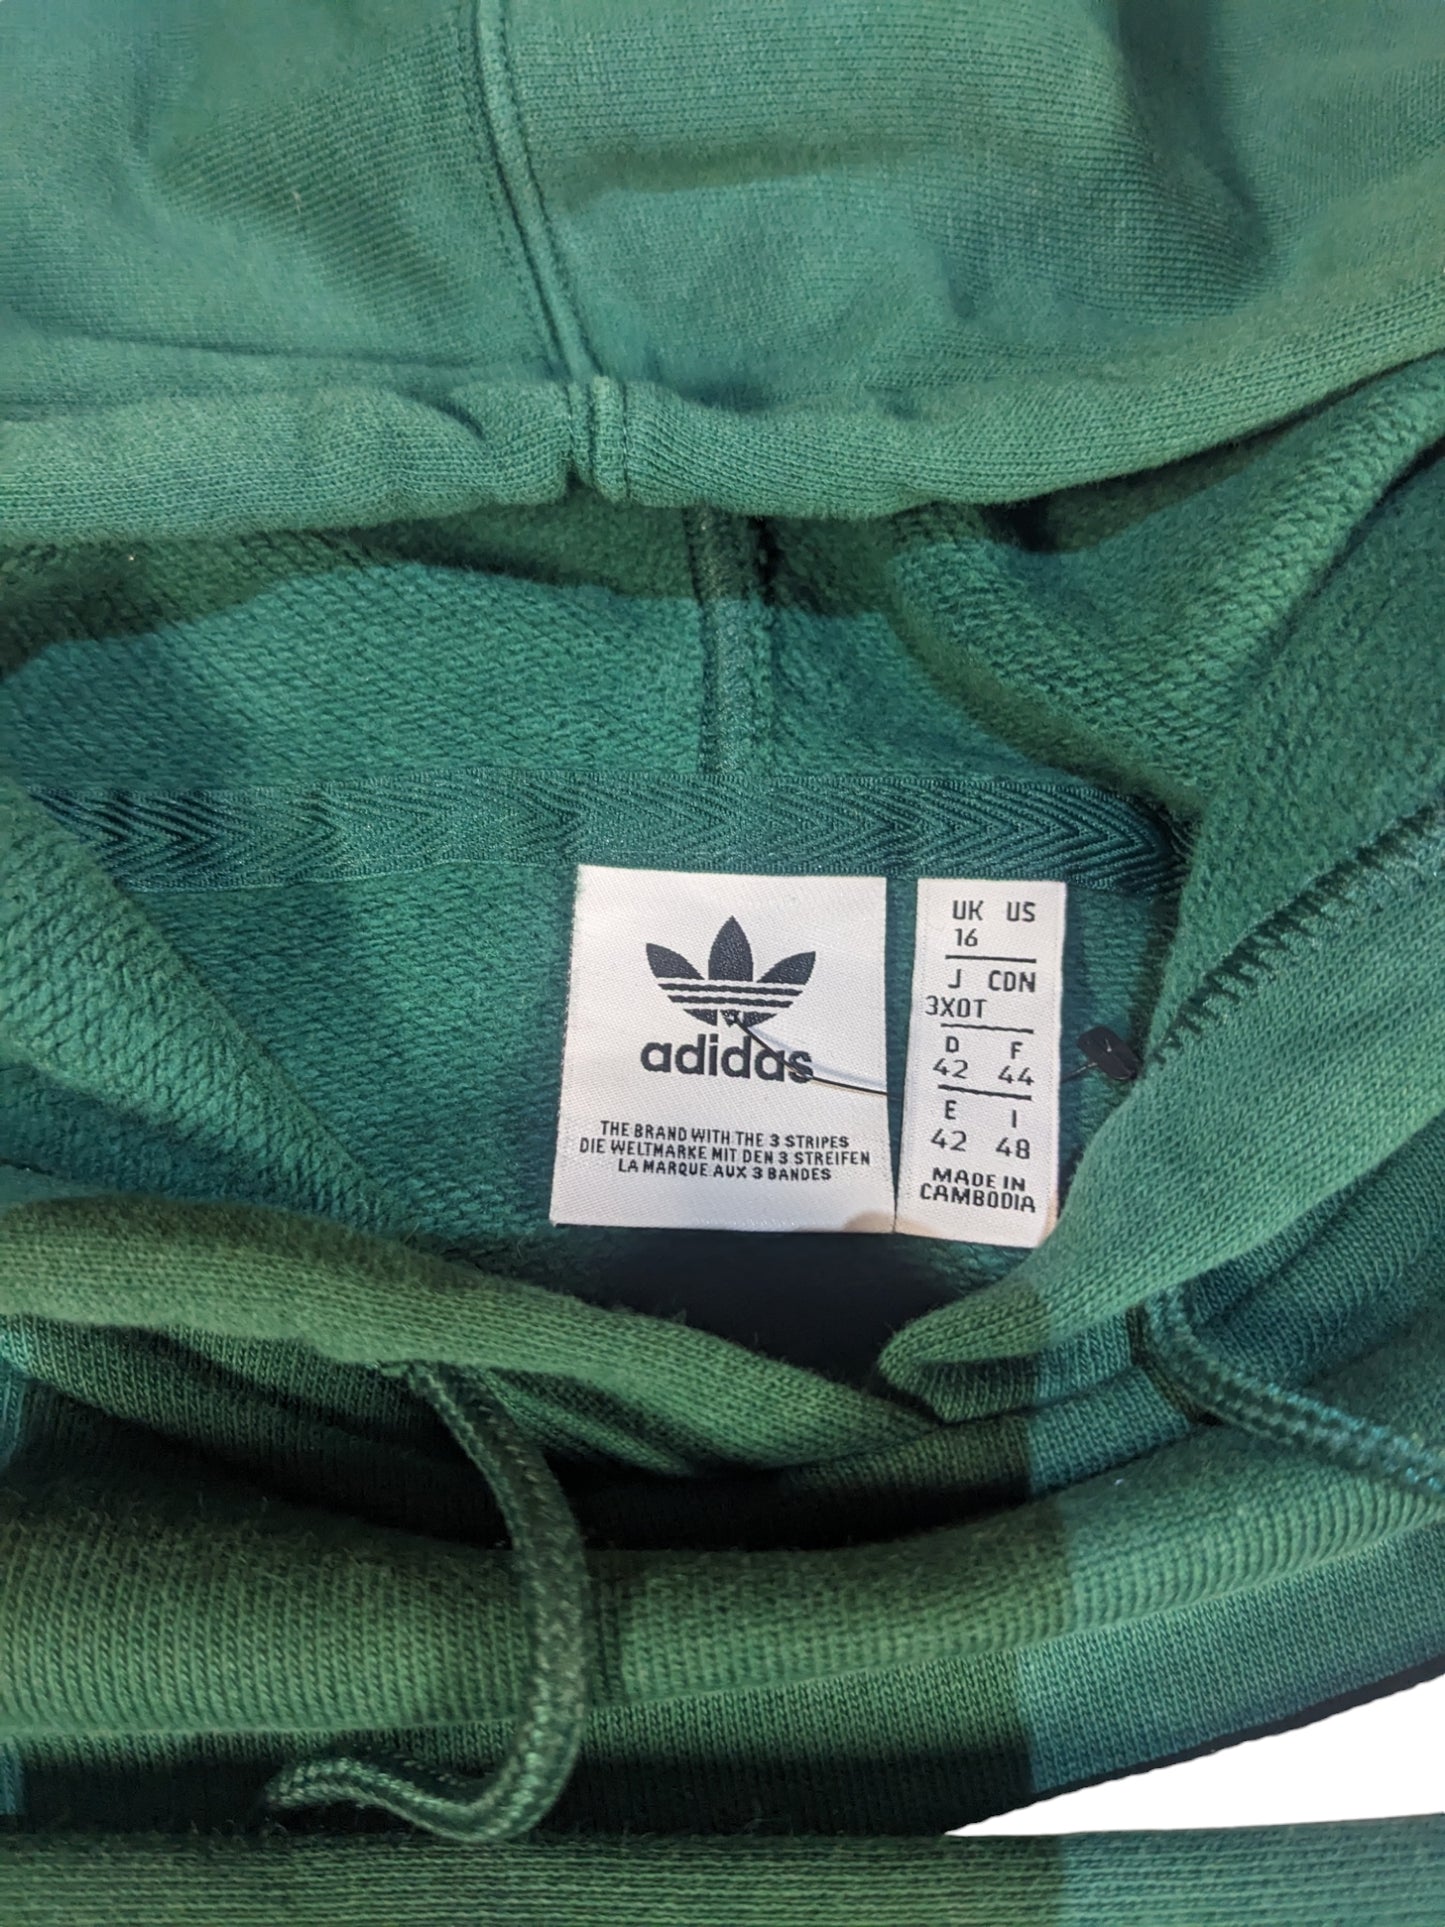 adidas
THE BRAND WITH THE 3 STRIPES
DIE WELTMARKE MIT DEN 3 STREIFEN
LA MARQUE AUX 3 BANDES
UK US
16
J CDN
3XOT
D F
42 44
E I
42 48
MADE IN
CAMBODIA